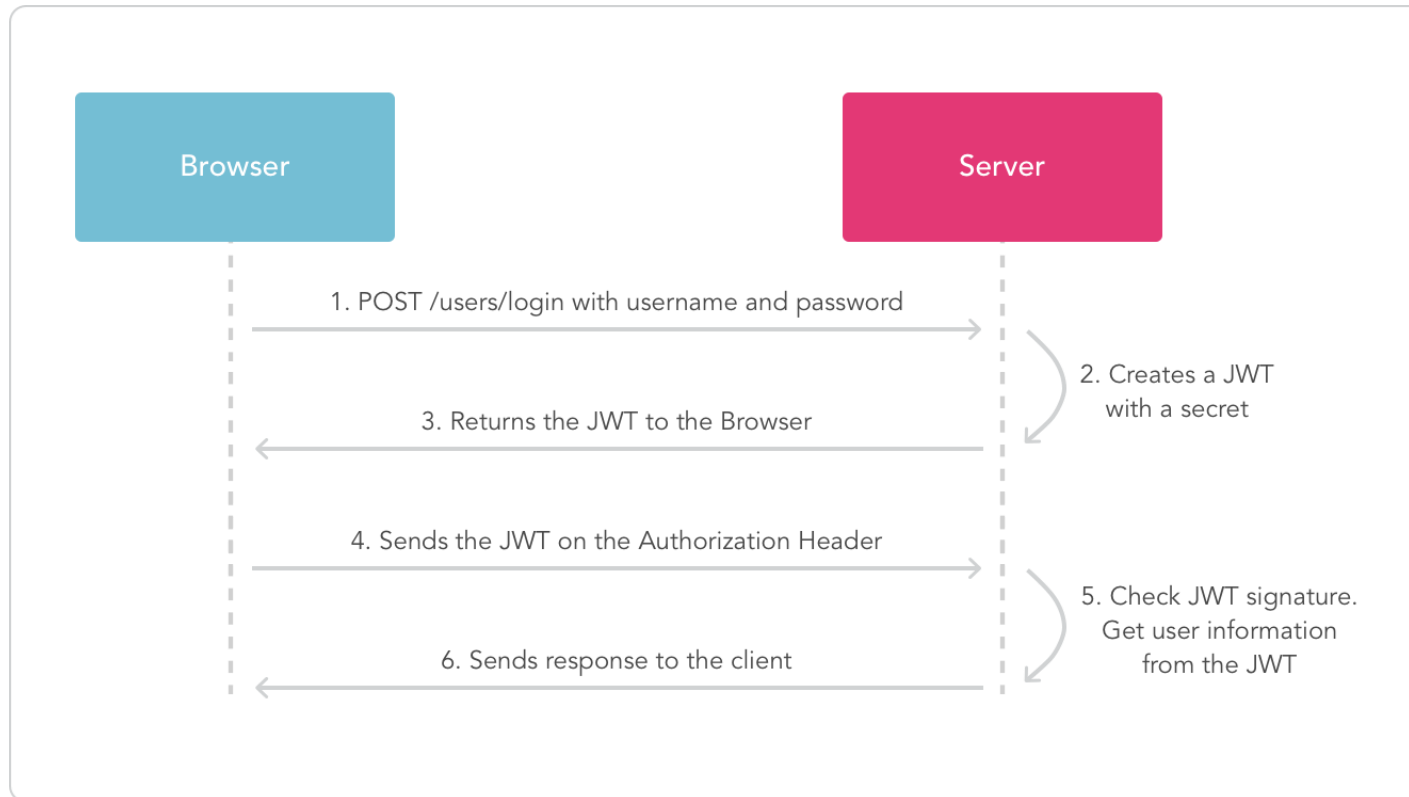 Browser
Server
1. POST /users/login with username and password
2. Creates a JWT
with a secret
3. Returns the JWT to the Browser
4. Sends the JWT on the Authorization Header
5. Check JWT signature.
Get user information
from the JWT
6. Sends response to the client